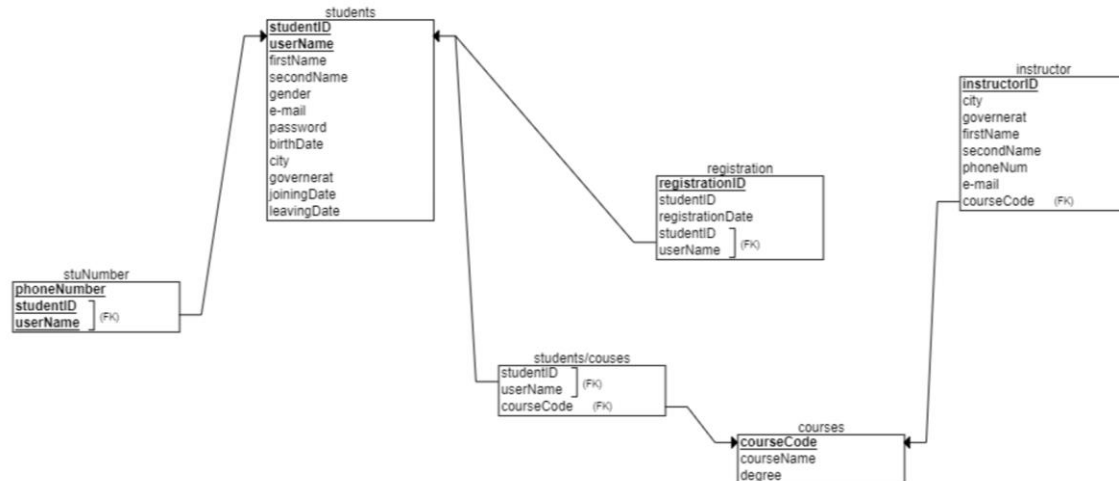 students
studentID
userName
firstName
secondName
gender
e-mail
password
birthDate
city
governerat
joiningDate
leavingDate
instructor
instructorID
city
governerat
firstName
secondName
phoneNum
e-mail
courseCode (FK)
registration
registrationID
studentID
registrationDate
studentID
userName (FK)
stuNumber
phoneNumber
studentID
userName (FK)
students/couses
studentID
userName (FK)
courseCode (FK)
courses
courseCode
courseName
degree